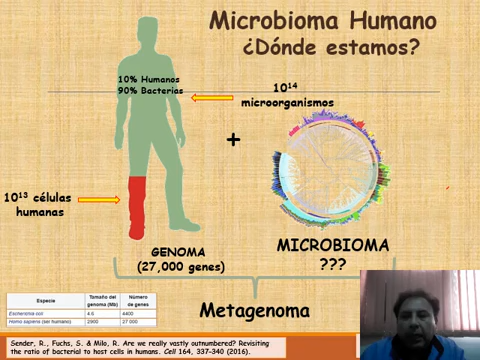 Microbioma Humano
¿Dónde estamos?
10% Humanos
90% Bacterias
10¹⁴
microorganismos
+
10¹³ células
humanas
GENOMA
(27,000 genes)
MICROBIOMA
???
Metagenoma
Especie Tamaño del genoma (Mb) Número de genes
Escherichia coli 4.6 4400
Homo sapiens (ser humano) 2900 27 000
Sender, R., Fuchs, S. & Milo, R. Are we really vastly outnumbered? Revisiting
the ratio of bacterial to host cells in humans. Cell 164, 337-340 (2016).